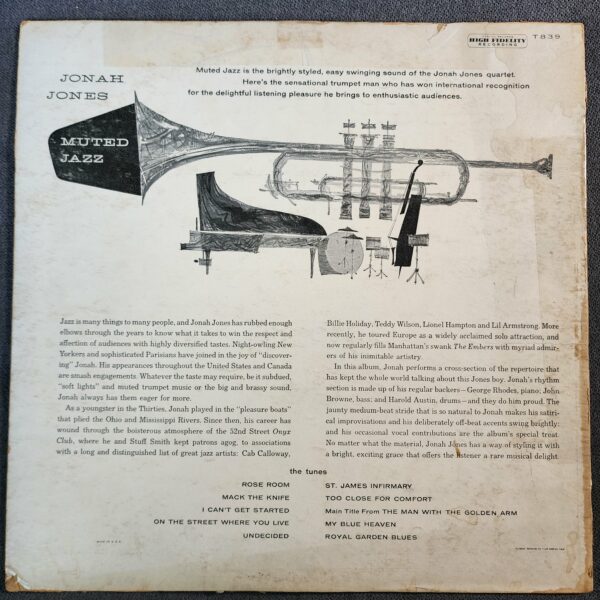 HIGH FIDELITY
RECORDING
T839
JONAH
JONES
MUTED
JAZZ
Muted Jazz is the brightly styled, easy swinging sound of the Jonah Jones quartet.
Here's the sensational trumpet man who has won international recognition
for the delightful listening pleasure he brings to enthusiastic audiences.
Jazz is many things to many people, and Jonah Jones has rubbed enough
elbows through the years to know what it takes to win the respect and
affection of audiences with highly diversified tastes. Night-owling New
Yorkers and sophisticated Parisians have joined in the joy of "discover-
ing" Jonah. His appearances throughout the United States and Canada
are smash engagements. Whatever the taste may require, be it subdued,
"soft lights" and muted trumpet music or the big and brassy sound,
Jonah always has them eager for more.
As a youngster in the Thirties, Jonah played in the "pleasure boats"
that plied the Ohio and Mississippi Rivers. Since then, his career has
wound through the boisterous atmosphere of the 52nd Street Onyx
Club, where he and Stuff Smith kept patrons agog, to associations
with a long and distinguished list of great jazz artists: Cab Calloway,
Billie Holiday, Teddy Wilson, Lionel Hampton and Lil Armstrong. More
recently, he toured Europe as a widely acclaimed solo attraction, and
now regularly fills Manhattan's swank The Embers with myriad admir-
ers of his inimitable artistry.
In this album, Jonah performs a cross-section of the repertoire that
has kept the whole world talking about this Jones boy. Jonah's rhythm
section is made up of his regular backers—George Rhodes, piano; John
Browne, bass; and Harold Austin, drums—and they do him proud. The
jaunty medium-beat stride that is so natural to Jonah makes his satiri-
cal improvisations and his deliberately off-beat accents swing brightly:
and his occasional vocal contributions are the album's special treat.
No matter what the material, Jonah Jones has a way of styling it with
a bright, exciting grace that offers the listener a rare musical delight.
the tunes
ROSE ROOM
MACK THE KNIFE
I CAN'T GET STARTED
ON THE STREET WHERE YOU LIVE
UNDECIDED
ST. JAMES INFIRMARY
TOO CLOSE FOR COMFORT
Main Title From THE MAN WITH THE GOLDEN ARM
MY BLUE HEAVEN
ROYAL GARDEN BLUES
MADE IN U.S.A.